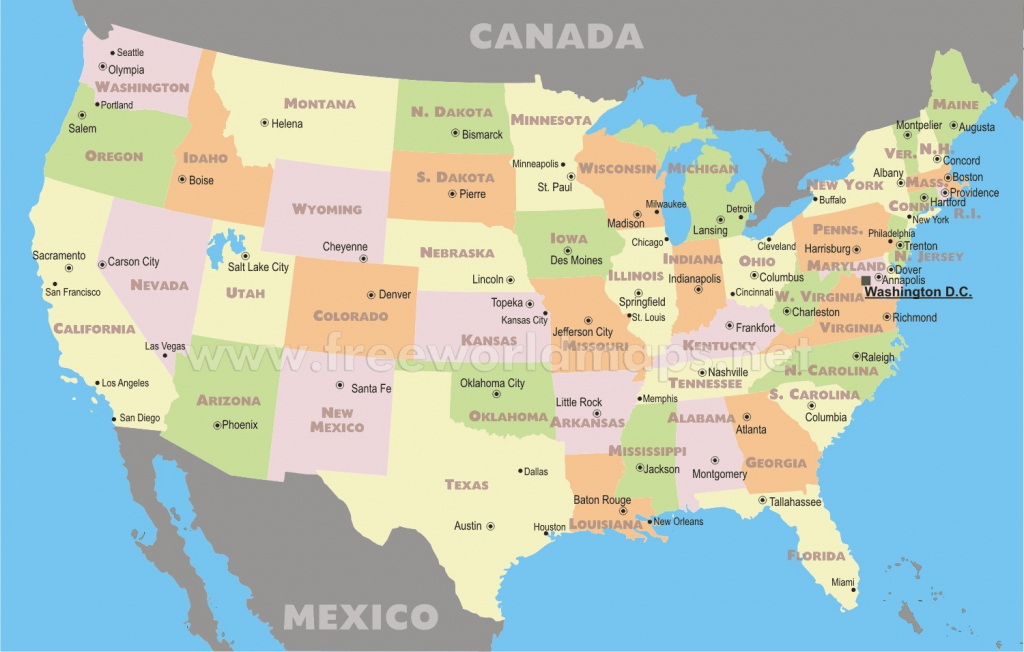 CANADA
Seattle
Olympia
WASHINGTON
Portland
Salem
OREGON
IDAHO
Boise
MONTANA
Helena
N. DAKOTA
Bismarck
S. DAKOTA
Pierre
MINNESOTA
Minneapolis
St. Paul
WISCONSIN
Milwaukee
Madison
MICHIGAN
Detroit
Lansing
MAINE
Augusta
Montpelier
VER.
N.H.
Concord
Albany
MASS.
Boston
NEW YORK
Providence
Buffalo
CONN.
Hartford
R.I.
New York
WYOMING
Cheyenne
NEBRASKA
Lincoln
IOWA
Des Moines
Chicago
ILLINOIS
Springfield
INDIANA
Indianapolis
OHIO
Cleveland
Columbus
Cincinnati
PENNS.
Harrisburg
Philadelphia
Trenton
N. JERSEY
MARYLAND
Dover
Annapolis
Washington D.C.
W. VIRGINIA
Charleston
VIRGINIA
Richmond
Sacramento
San Francisco
Carson City
NEVADA
Salt Lake City
UTAH
CALIFORNIA
Las Vegas
Los Angeles
San Diego
COLORADO
Denver
KANSAS
Topeka
Kansas City
MISSOURI
Jefferson City
St. Louis
KENTUCKY
Frankfort
www.freeworldmaps.net
ARIZONA
Phoenix
NEW
MEXICO
Santa Fe
Oklahoma City
OKLAHOMA
Little Rock
ARKANSAS
Memphis
Nashville
TENNESSEE
N. CAROLINA
Raleigh
S. CAROLINA
Columbia
MISSISSIPPI
Jackson
ALABAMA
Montgomery
Atlanta
GEORGIA
TEXAS
Dallas
Austin
Houston
Baton Rouge
LOUISIANA
New Orleans
Tallahassee
FLORIDA
Miami
MEXICO